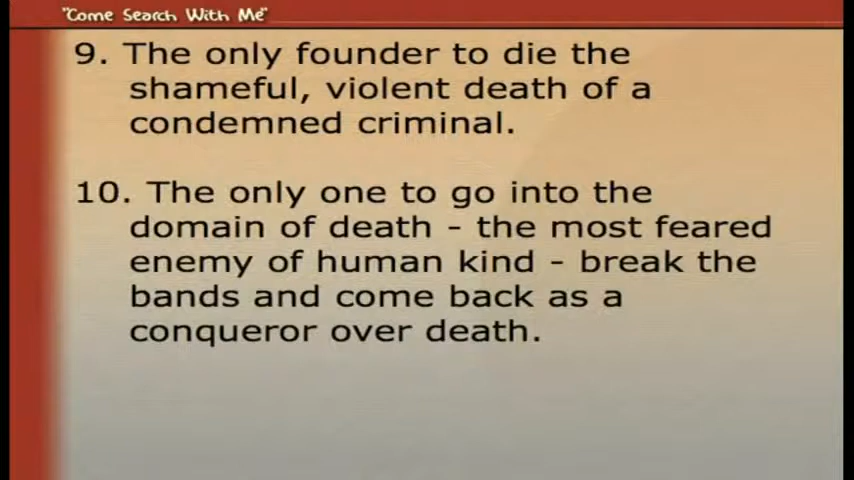 "Come Search With Me"
9. The only founder to die the
shameful, violent death of a
condemned criminal.
10. The only one to go into the
domain of death - the most feared
enemy of human kind - break the
bands and come back as a
conqueror over death.